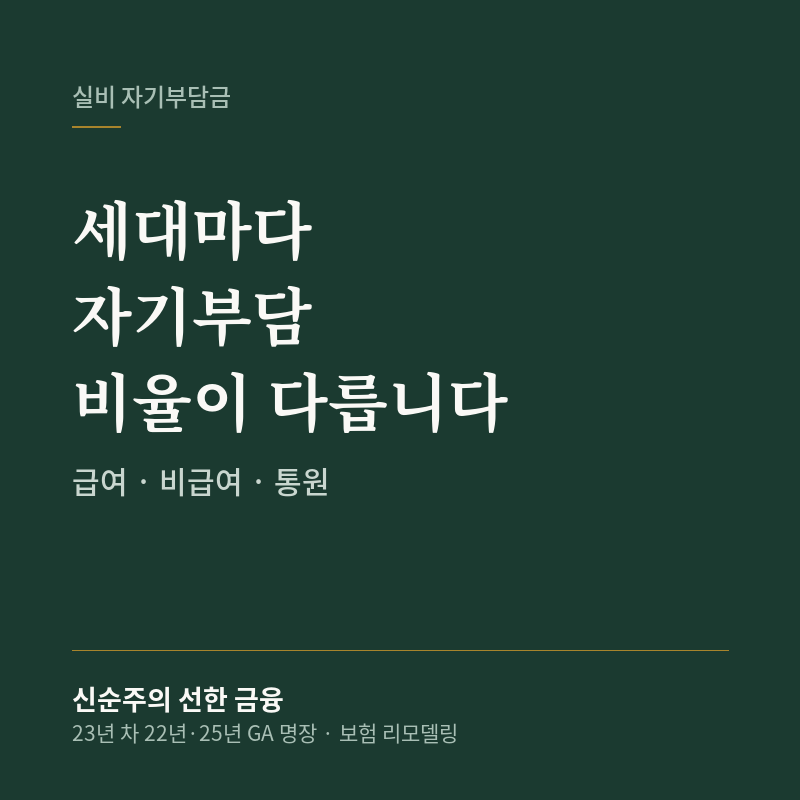 실비 자기부담금
세대마다
자기부담
비율이 다릅니다
급여 · 비급여 · 통원
신순주의 선한 금융
23년 차 22년·25년 GA 명장 · 보험 리모델링